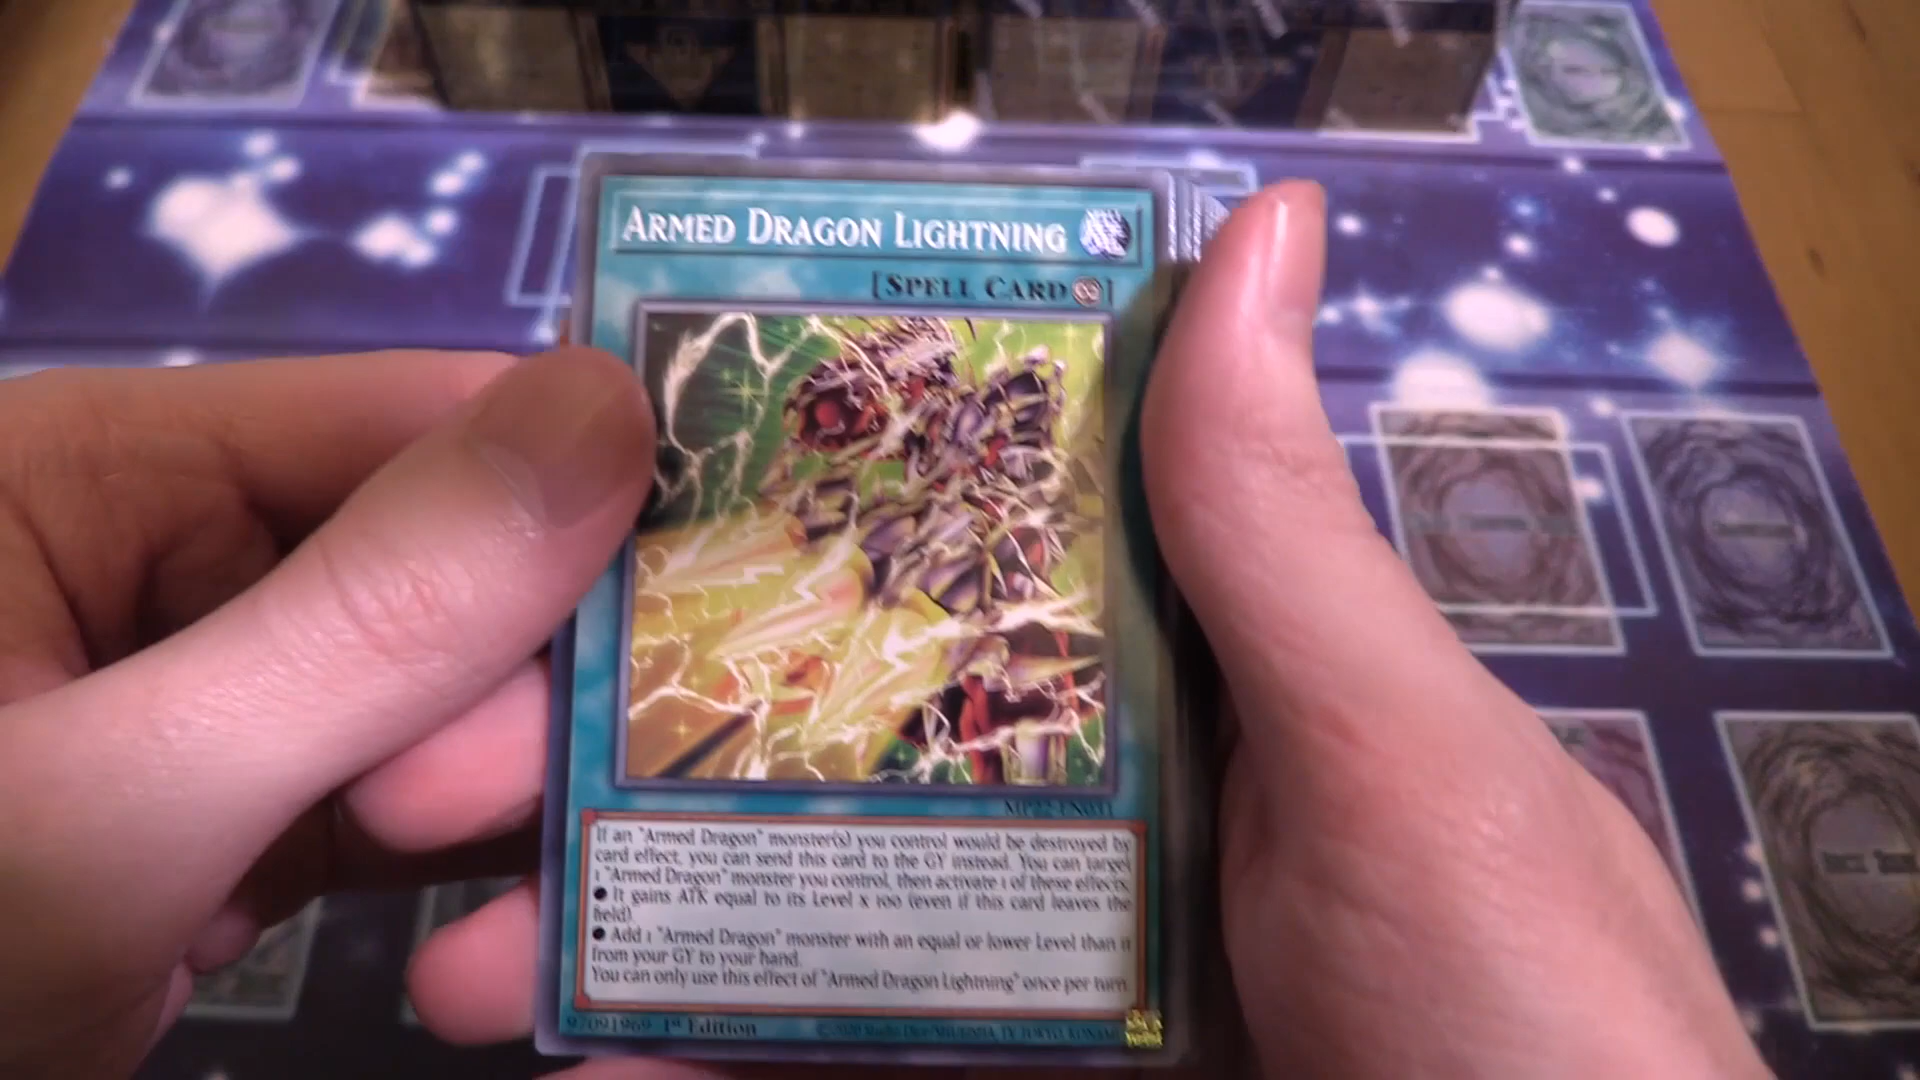 ARMED DRAGON LIGHTNING
[SPELL CARD]
MP22-EN031
If an "Armed Dragon" monster(s) you control would be destroyed by
card effect, you can send this card to the GY instead. You can target
1 "Armed Dragon" monster you control, then activate 1 of these effects.
● It gains ATK equal to its Level x 100 (even if this card leaves the
field).
● Add 1 "Armed Dragon" monster with an equal or lower Level than it
from your GY to your hand.
You can only use this effect of "Armed Dragon Lightning" once per turn.
97091969 1st Edition